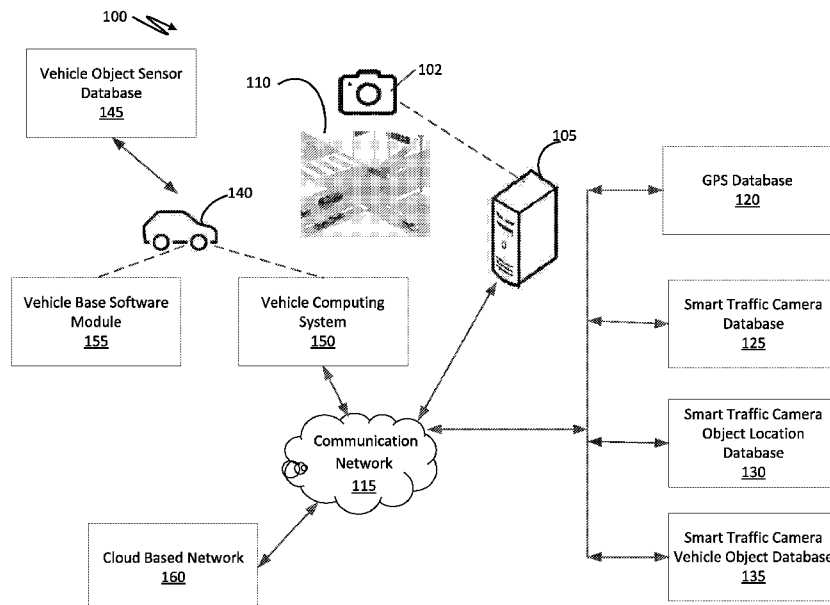 100
Vehicle Object Sensor
Database
145
110
102
105
140
GPS Database
120
Vehicle Base Software
Module
155
Vehicle Computing
System
150
Smart Traffic Camera
Database
125
Communication
Network
115
Smart Traffic Camera
Object Location
Database
130
Cloud Based Network
160
Smart Traffic Camera
Vehicle Object Database
135